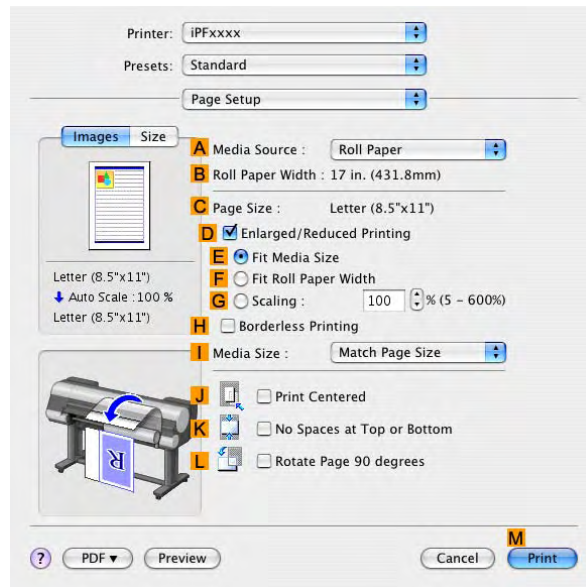 Printer: iPFxxxx
Presets: Standard
Page Setup
Images Size
A Media Source : Roll Paper
B Roll Paper Width : 17 in. (431.8mm)
C Page Size : Letter (8.5"x11")
D Enlarged/Reduced Printing
E Fit Media Size
F Fit Roll Paper Width
G Scaling : 100 % (5 - 600%)
Letter (8.5"x11")
Auto Scale :100 %
Letter (8.5"x11")
H Borderless Printing
I Media Size : Match Page Size
J Print Centered
K No Spaces at Top or Bottom
L Rotate Page 90 degrees
R
M
? PDF▼ Preview Cancel Print